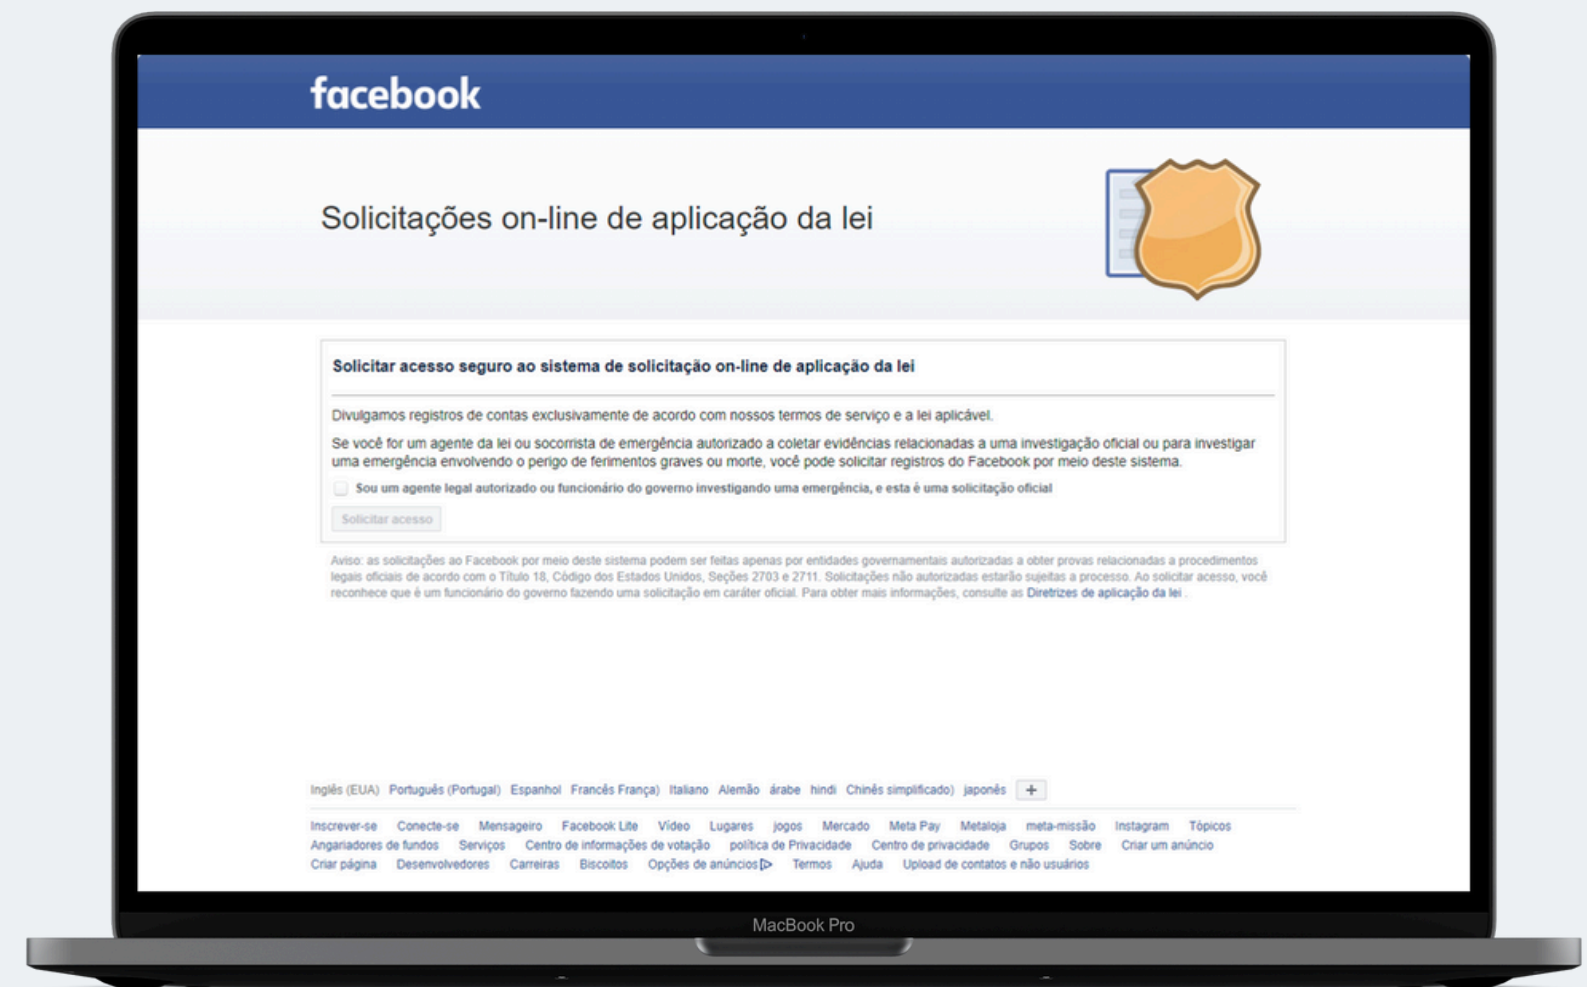 facebook
Solicitações on-line de aplicação da lei
Solicitar acesso seguro ao sistema de solicitação on-line de aplicação da lei
Divulgamos registros de contas exclusivamente de acordo com nossos termos de serviço e a lei aplicável.
Se você for um agente da lei ou socorrista de emergência autorizado a coletar evidências relacionadas a uma investigação oficial ou para investigar
uma emergência envolvendo o perigo de ferimentos graves ou morte, você pode solicitar registros do Facebook por meio deste sistema.
Sou um agente legal autorizado ou funcionário do governo investigando uma emergência, e esta é uma solicitação oficial
Solicitar acesso
Aviso: as solicitações ao Facebook por meio deste sistema podem ser feitas apenas por entidades governamentais autorizadas a obter provas relacionadas a procedimentos
legais oficiais de acordo com o Título 18, Código dos Estados Unidos, Seções 2703 e 2711. Solicitações não autorizadas estarão sujeitas a processo. Ao solicitar acesso, você
reconhece que é um funcionário do governo fazendo uma solicitação em caráter oficial. Para obter mais informações, consulte as Diretrizes de aplicação da lei .
Inglês (EUA) Português (Portugal) Espanhol Francês França) Italiano Alemão árabe hindi Chinês simplificado) japonês +
Inscrever-se Conecte-se Mensageiro Facebook Lite Vídeo Lugares jogos Mercado Meta Pay Metaloja meta-missão Instagram Tópicos
Angariadores de fundos Serviços Centro de informações de votação política de Privacidade Centro de privacidade Grupos Sobre Criar um anúncio
Criar página Desenvolvedores Carreiras Biscoitos Opções de anúncios Termos Ajuda Upload de contatos e não usuários
MacBook Pro